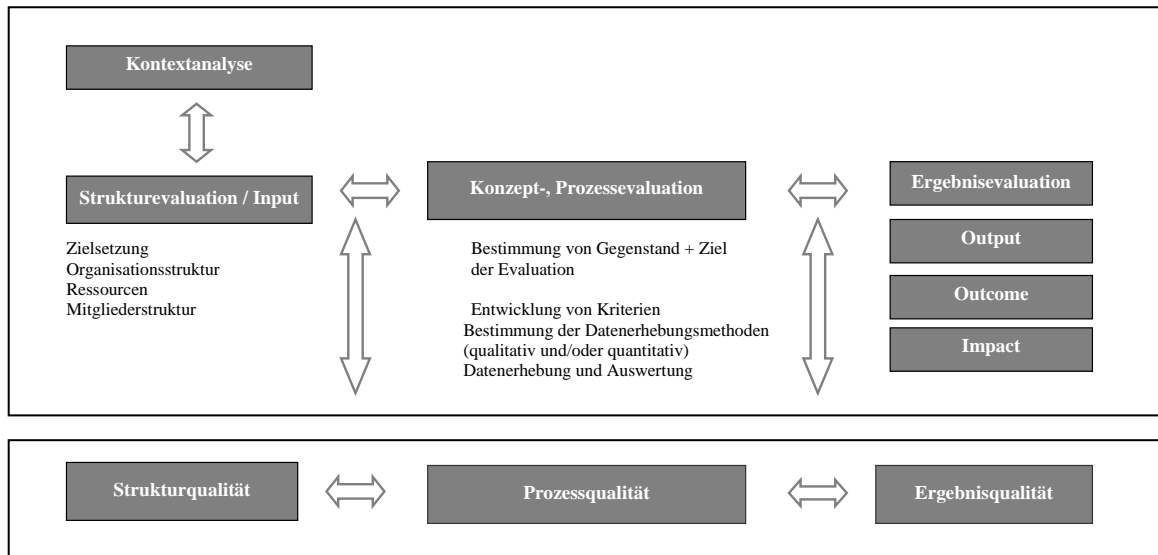 Kontextanalyse
Strukturevaluation / Input
Zielsetzung
Organisationsstruktur
Ressourcen
Mitgliederstruktur
Konzept-, Prozessevaluation
Bestimmung von Gegenstand + Ziel
der Evaluation
Entwicklung von Kriterien
Bestimmung der Datenerhebungsmethoden
(qualitativ und/oder quantitativ)
Datenerhebung und Auswertung
Ergebnisevaluation
Output
Outcome
Impact
Strukturqualität
Prozessqualität
Ergebnisqualität